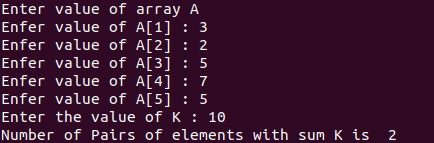 Enter value of array A
Enfer value of A[1] : 3
Enfer value of A[2] : 2
Enfer value of A[3] : 5
Enfer value of A[4] : 7
Enfer value of A[5] : 5
Enter the value of K : 10
Number of Pairs of elements with sum K is  2